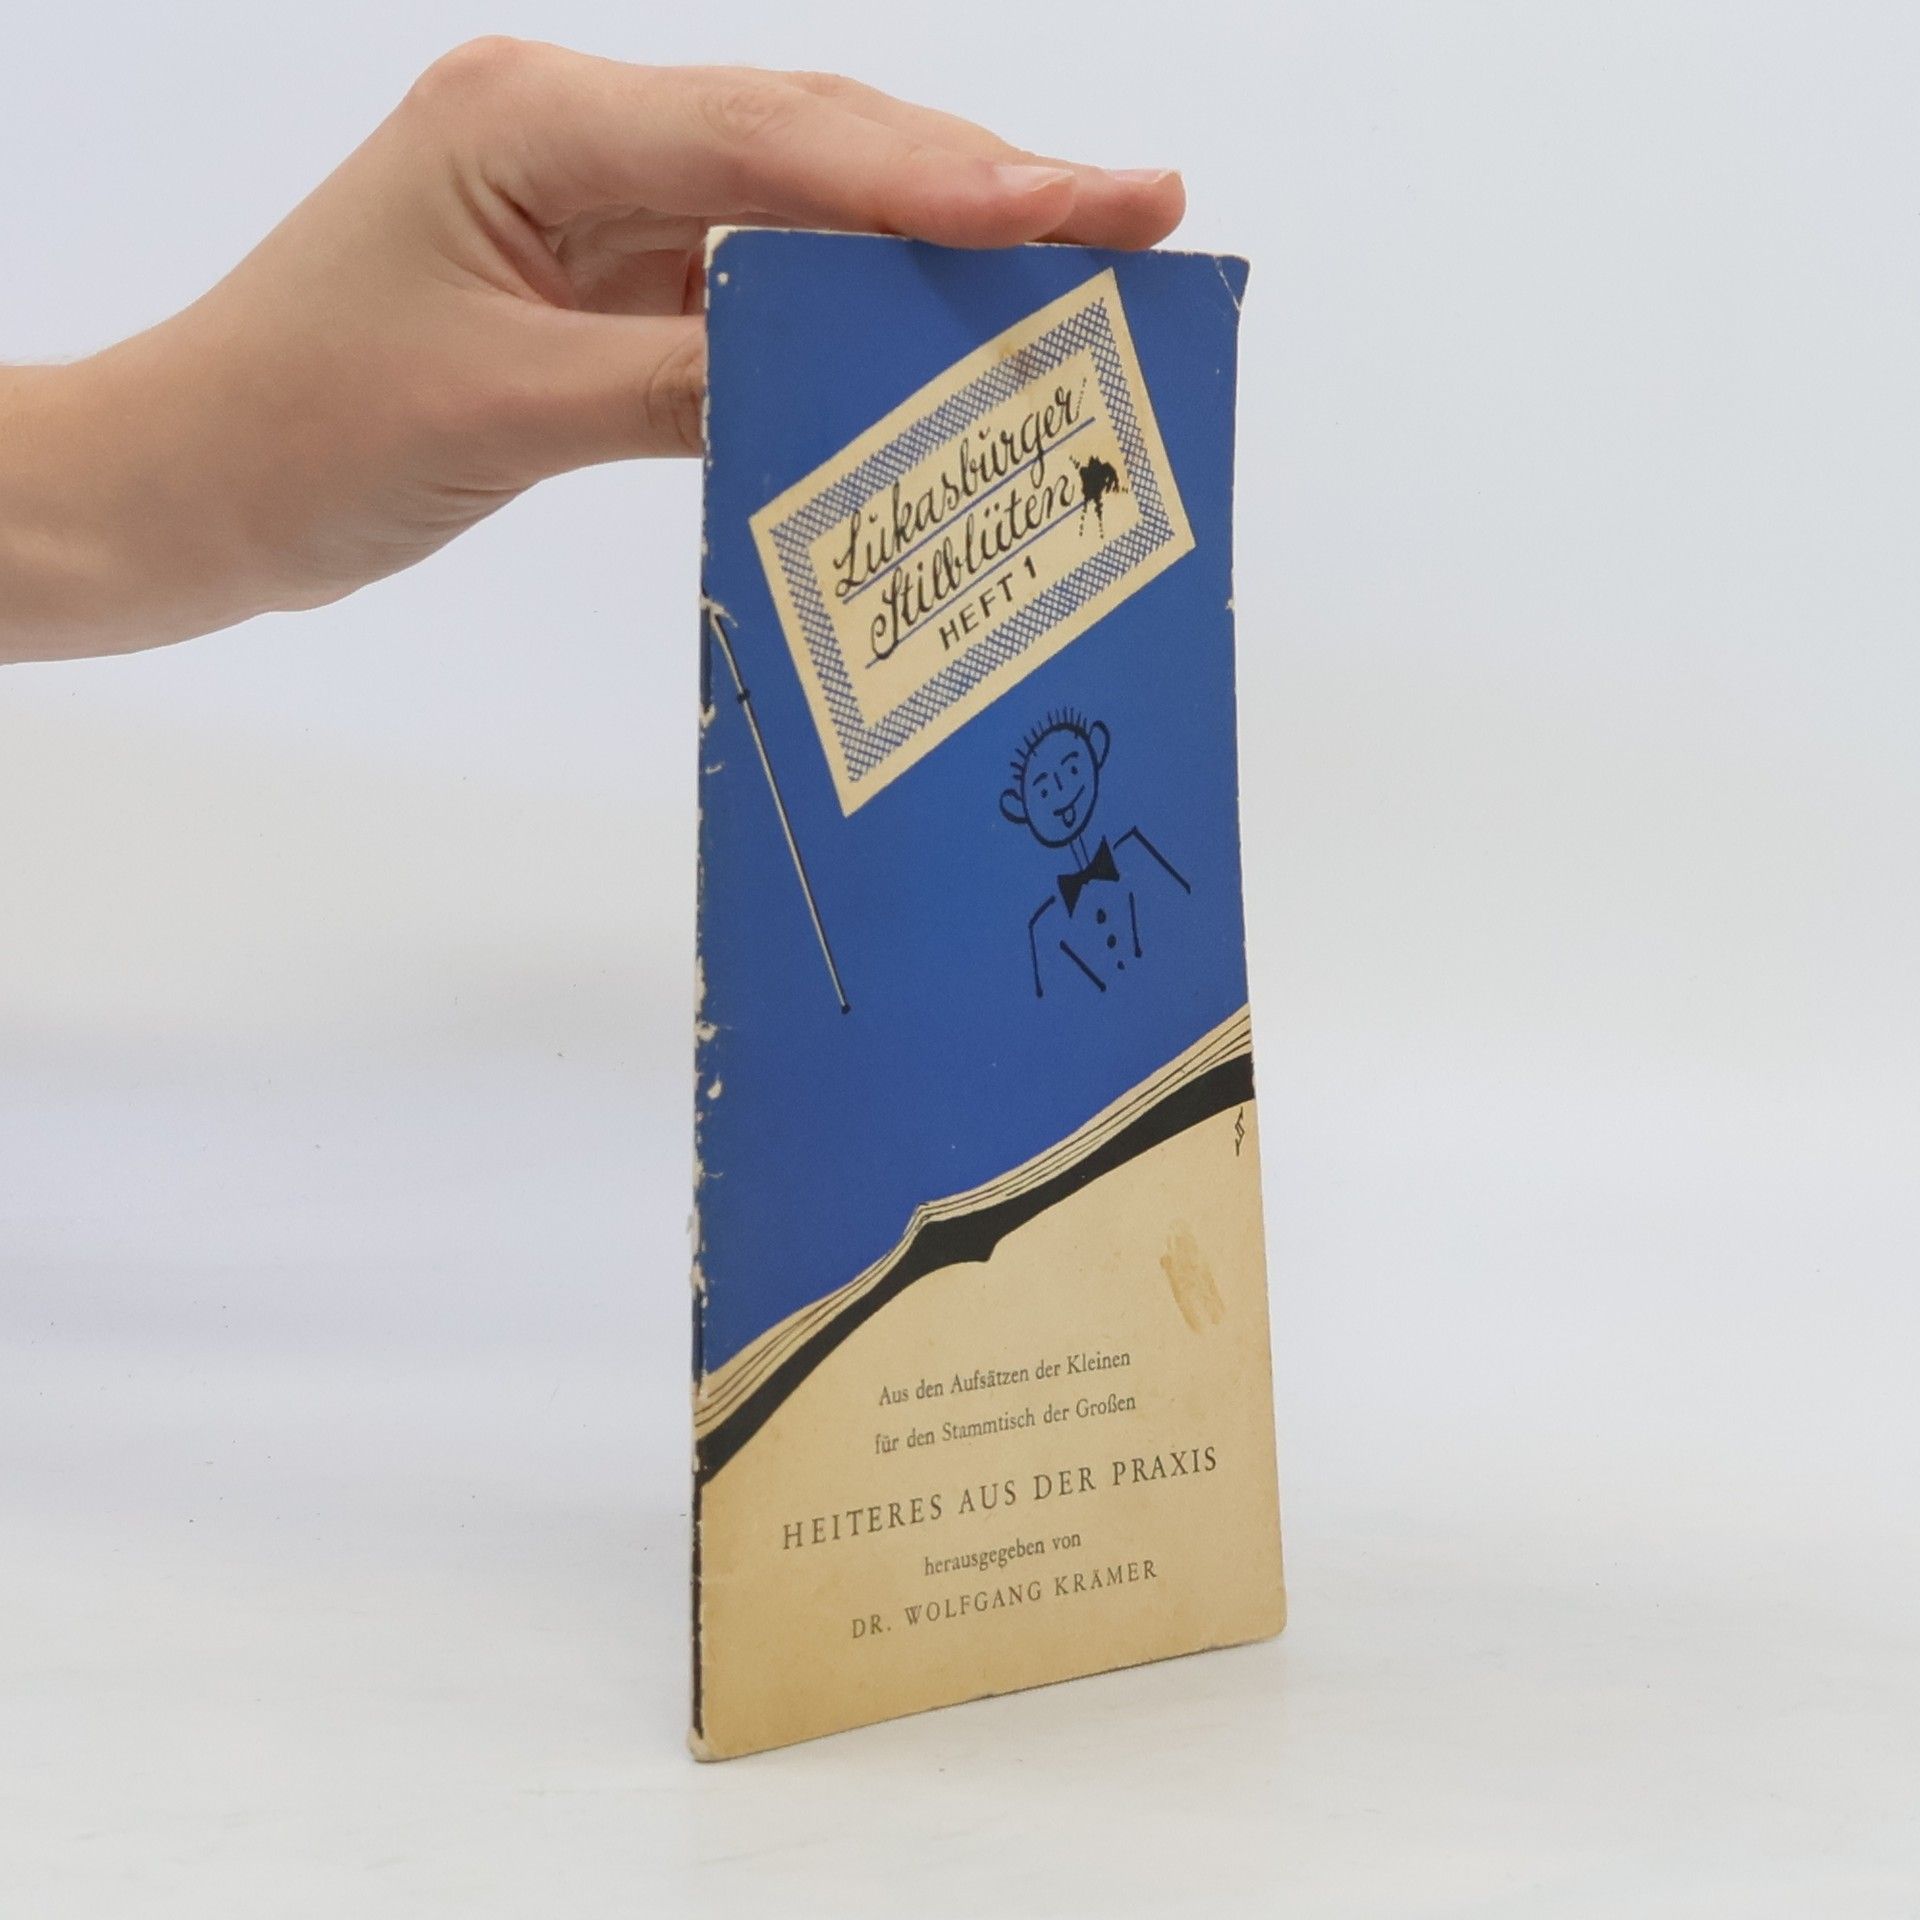 Lukasburger
Stilblüten
HEFT 1
Aus den Aufsätzen der Kleinen
für den Stammtisch der Großen
HEITERES AUS DER PRAXIS
herausgegeben von
DR. WOLFGANG KRÄMER